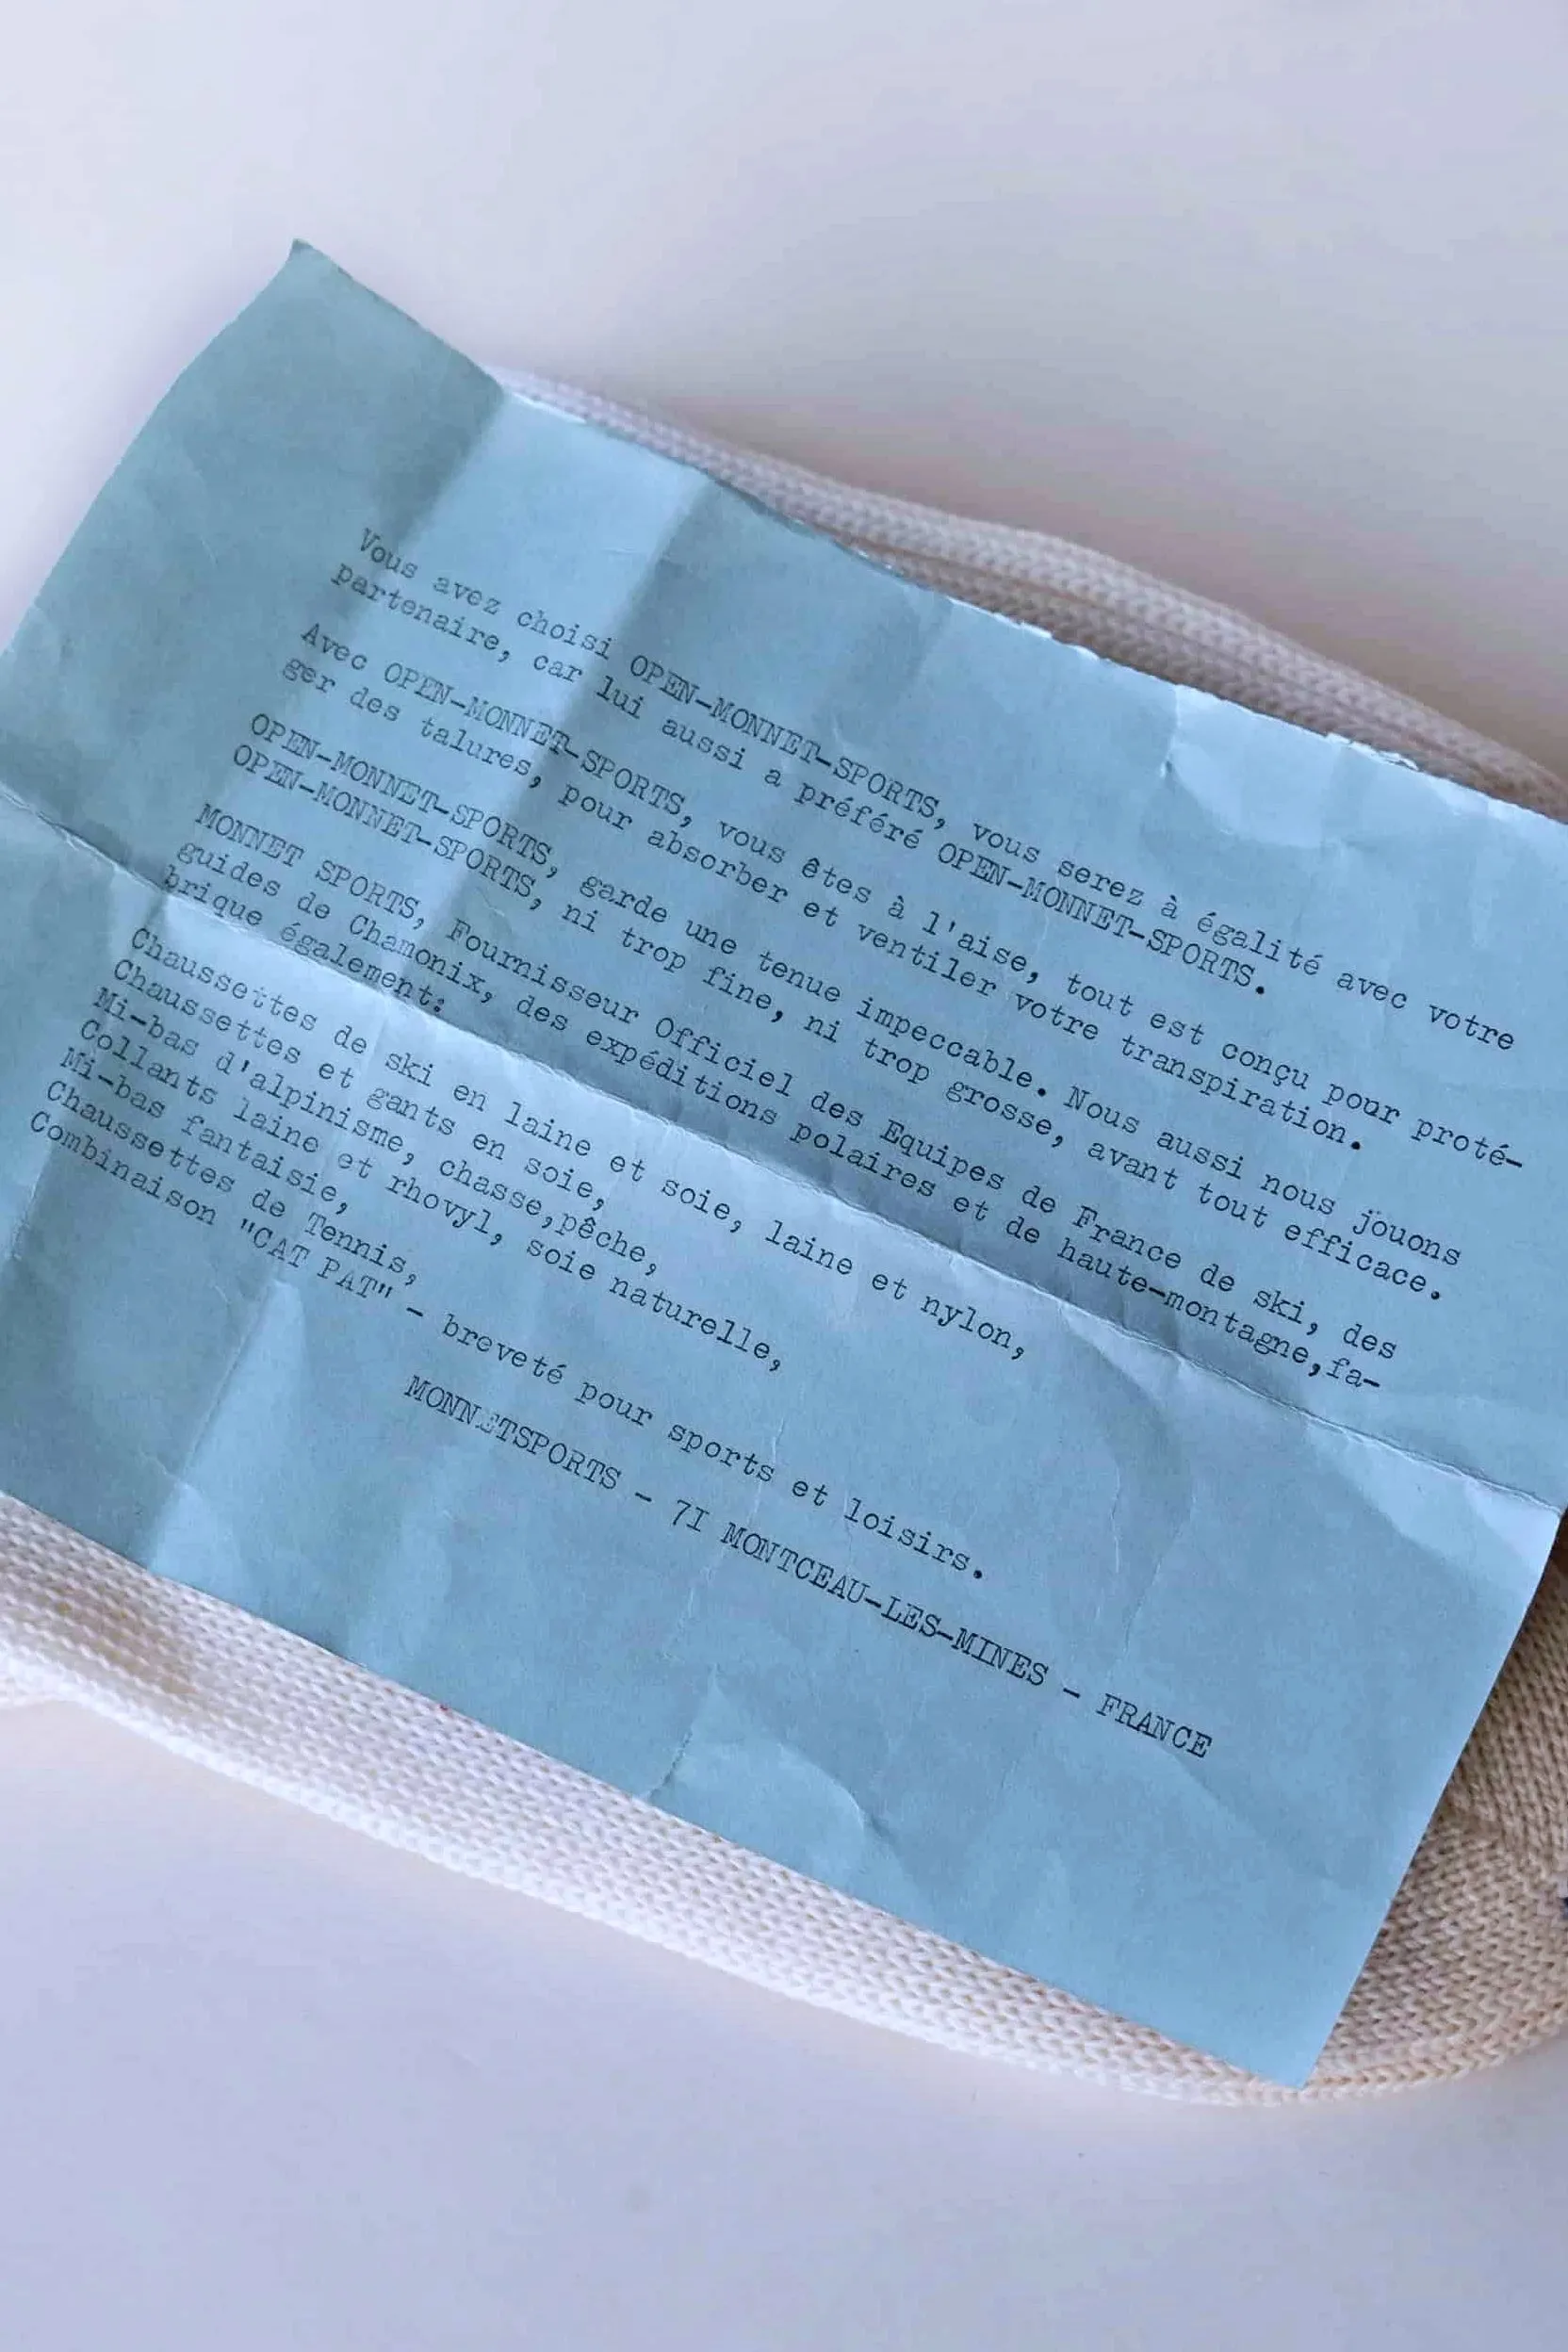 Vous avez choisi OPEN-MONNET-SPORTS, vous serez à égalité avec votre
partenaire, car lui aussi a préféré OPEN-MONNET-SPORTS.
Avec OPEN-MONNET-SPORTS, vous êtes à l'aise, tout est conçu pour proté-
ger des talures, pour absorber et ventiler votre transpiration.
OPEN-MONNET-SPORTS, garde une tenue impeccable. Nous aussi nous jouons
OPEN-MONNET-SPORTS, ni trop fine, ni trop grosse, avant tout efficace.
MONNET SPORTS, Fournisseur Officiel des Equipes de France de ski, des
guides de Chamonix, des expéditions polaires et de haute-montagne,fa-
brique également:
Chaussettes de ski en laine et soie, laine et nylon,
Chaussettes et gants en soie,
Mi-bas d'alpinisme, chasse,pêche,
Collants laine et rhovyl, soie naturelle,
Mi-bas fantaisie,
Chaussettes de Tennis,
Combinaison "CAT PAT" - breveté pour sports et loisirs.
MONNETSPORTS - 7I MONTCEAU-LES-MINES - FRANCE